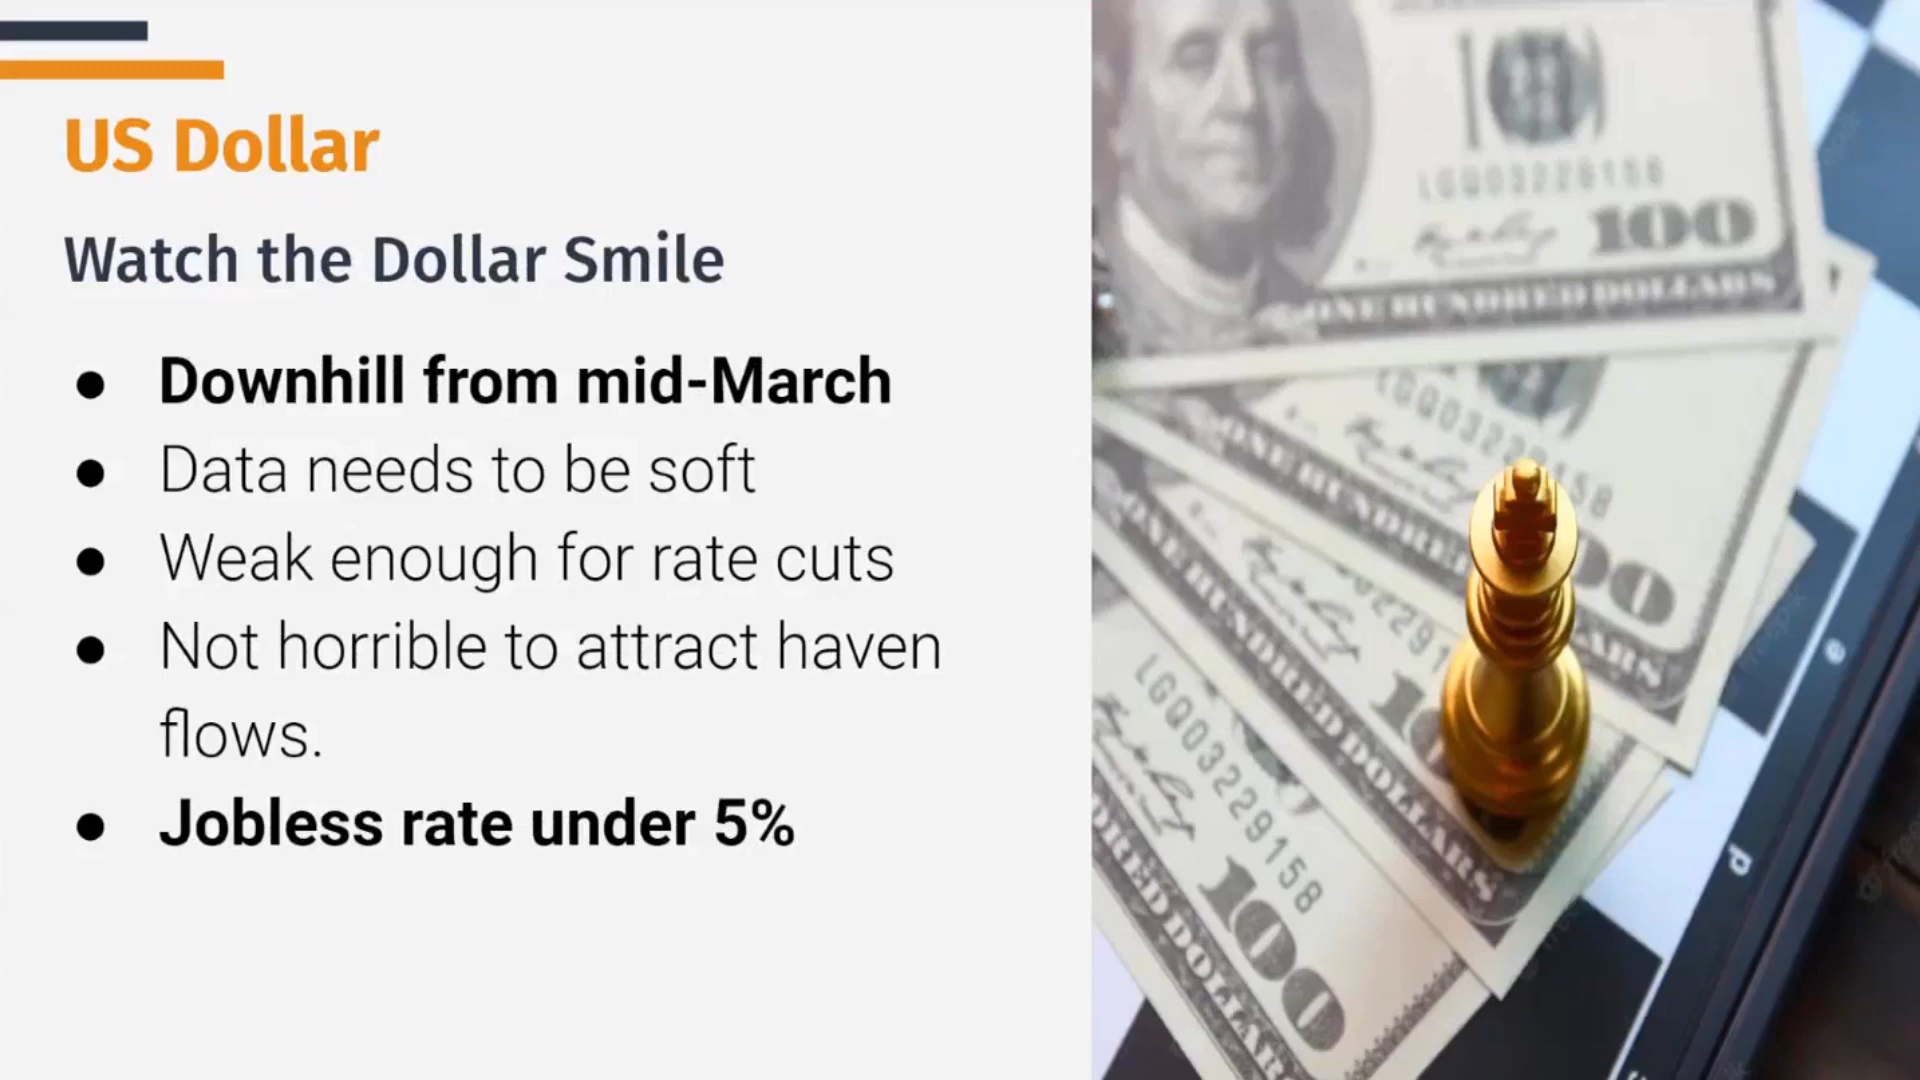 US Dollar
Watch the Dollar Smile
● Downhill from mid-March
● Data needs to be soft
● Weak enough for rate cuts
● Not horrible to attract haven
flows.
● Jobless rate under 5%
100
ONE HUNDRED DOLLARS
LGQ03229158
100
e
d